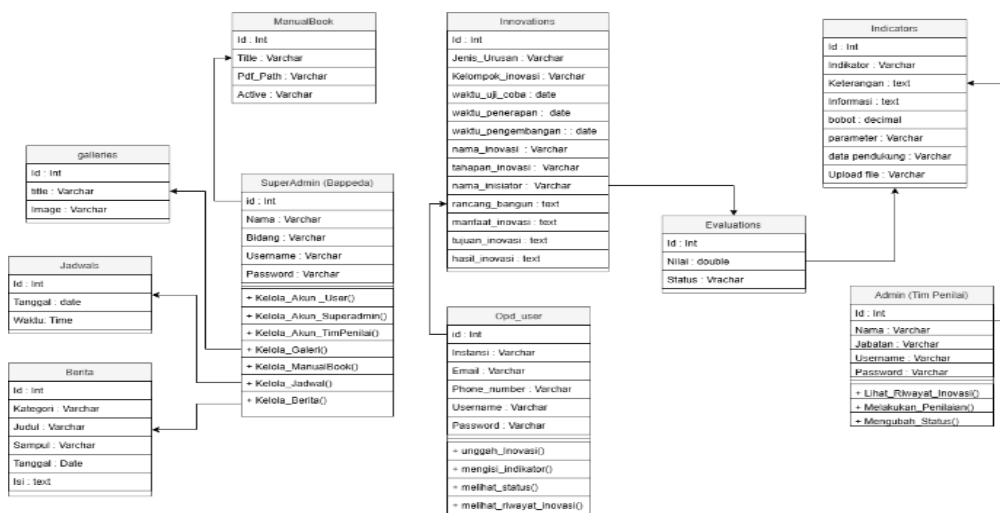 ManualBook
Id : Int
Title : Varchar
Pdf_Path : Varchar
Active : Varchar
galleries
Id : Int
title : Varchar
Image : Varchar
Jadwals
Id : Int
Tanggal : date
Waktu: Time
Berita
Id : Int
Kategori : Varchar
Judul : Varchar
Sampul : Varchar
Tanggal : Date
Isi : text
SuperAdmin (Bappeda)
id : Int
Nama : Varchar
Bidang : Varchar
Username : Varchar
Password : Varchar
+ Kelola_Akun _User()
+ Kelola_Akun_Superadmin()
+ Kelola_Akun_TimPenilai()
+ Kelola_Galeri()
+ Kelola_ManualBook()
+ Kelola_Jadwal()
+ Kelola_Berita()
Innovations
Id : Int
Jenis_Urusan : Varchar
Kelompok_inovasi : Varchar
waktu_uji_coba : date
waktu_penerapan : date
waktu_pengembangan : : date
nama_inovasi : Varchar
tahapan_inovasi : Varchar
nama_inisiator : Varchar
rancang_bangun : text
manfaat_inovasi : text
tujuan_inovasi : text
hasil_inovasi : text
Opd_user
id : Int
Instansi : Varchar
Email : Varchar
Phone_number : Varchar
Username : Varchar
Password : Varchar
+ unggah_Inovasi()
+ mengisi_indikator()
+ melihat_status()
+ melihat_riwayat_inovasi()
Evaluations
Id : Int
Nilai : double
Status : Vrachar
Indicators
Id : Int
Indikator : Varchar
Keterangan : text
Informasi : text
bobot : decimal
parameter : Varchar
data pendukung : Varchar
Upload file : Varchar
Admin (Tim Penilai)
Id : Int
Nama : Varchar
Jabatan : Varchar
Username : Varchar
Password : Varchar
+ Lihat_Riwayat_Inovasi()
+ Melakukan_Penilaian()
+ Mengubah_Status()